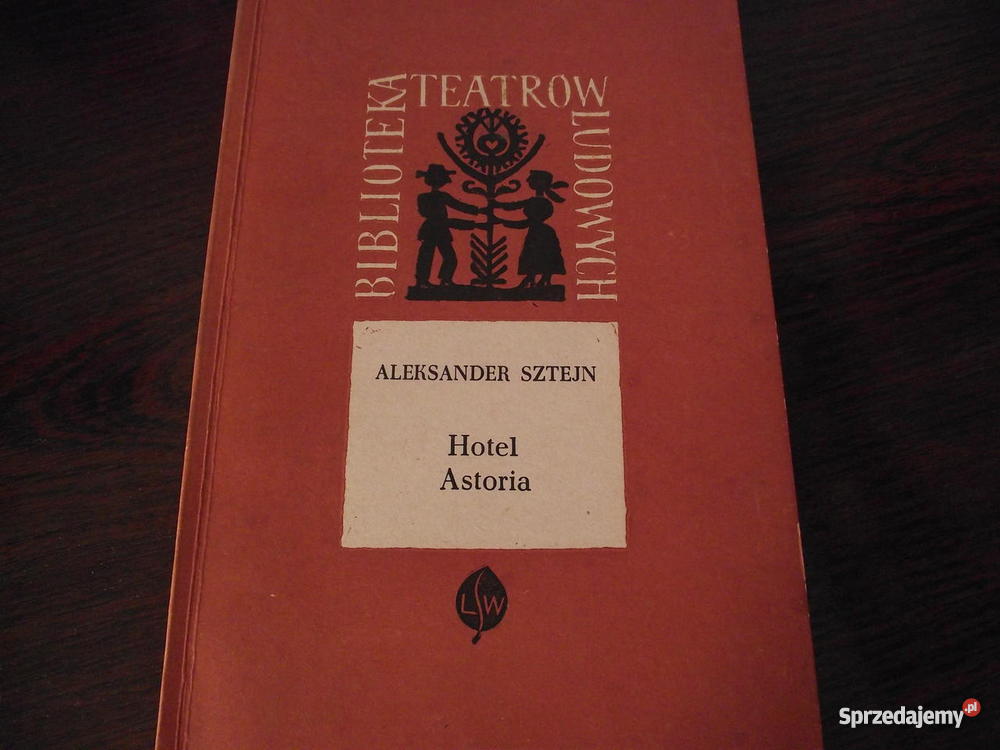 BIBLIOTEKA
TEATRÓW
LUDOWYCH
ALEKSANDER SZTEJN
Hotel
Astoria
LSW
Sprzedajemy.pl